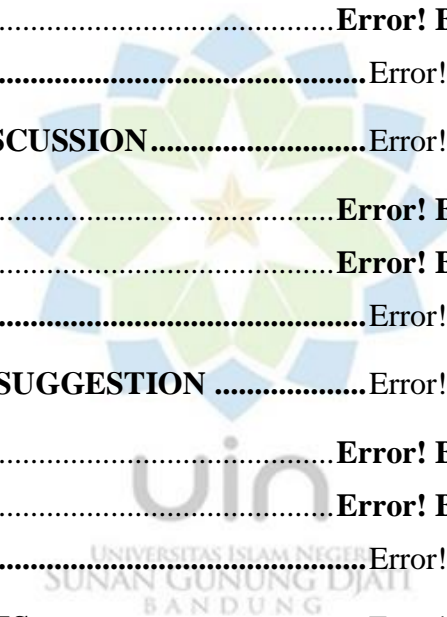 ..........................................Error! E
..........................................Error!
SCUSSION..........................Error!
..........................................Error! E
..........................................Error! E
..........................................Error!
SUGGESTION ..................Error!
..........................................Error! E
..........................................Error! E
uin
UNIVERSITAS ISLAM NEGERI
..........................................Error!
SUNAN GUNUNG DJATI
BANDUNG